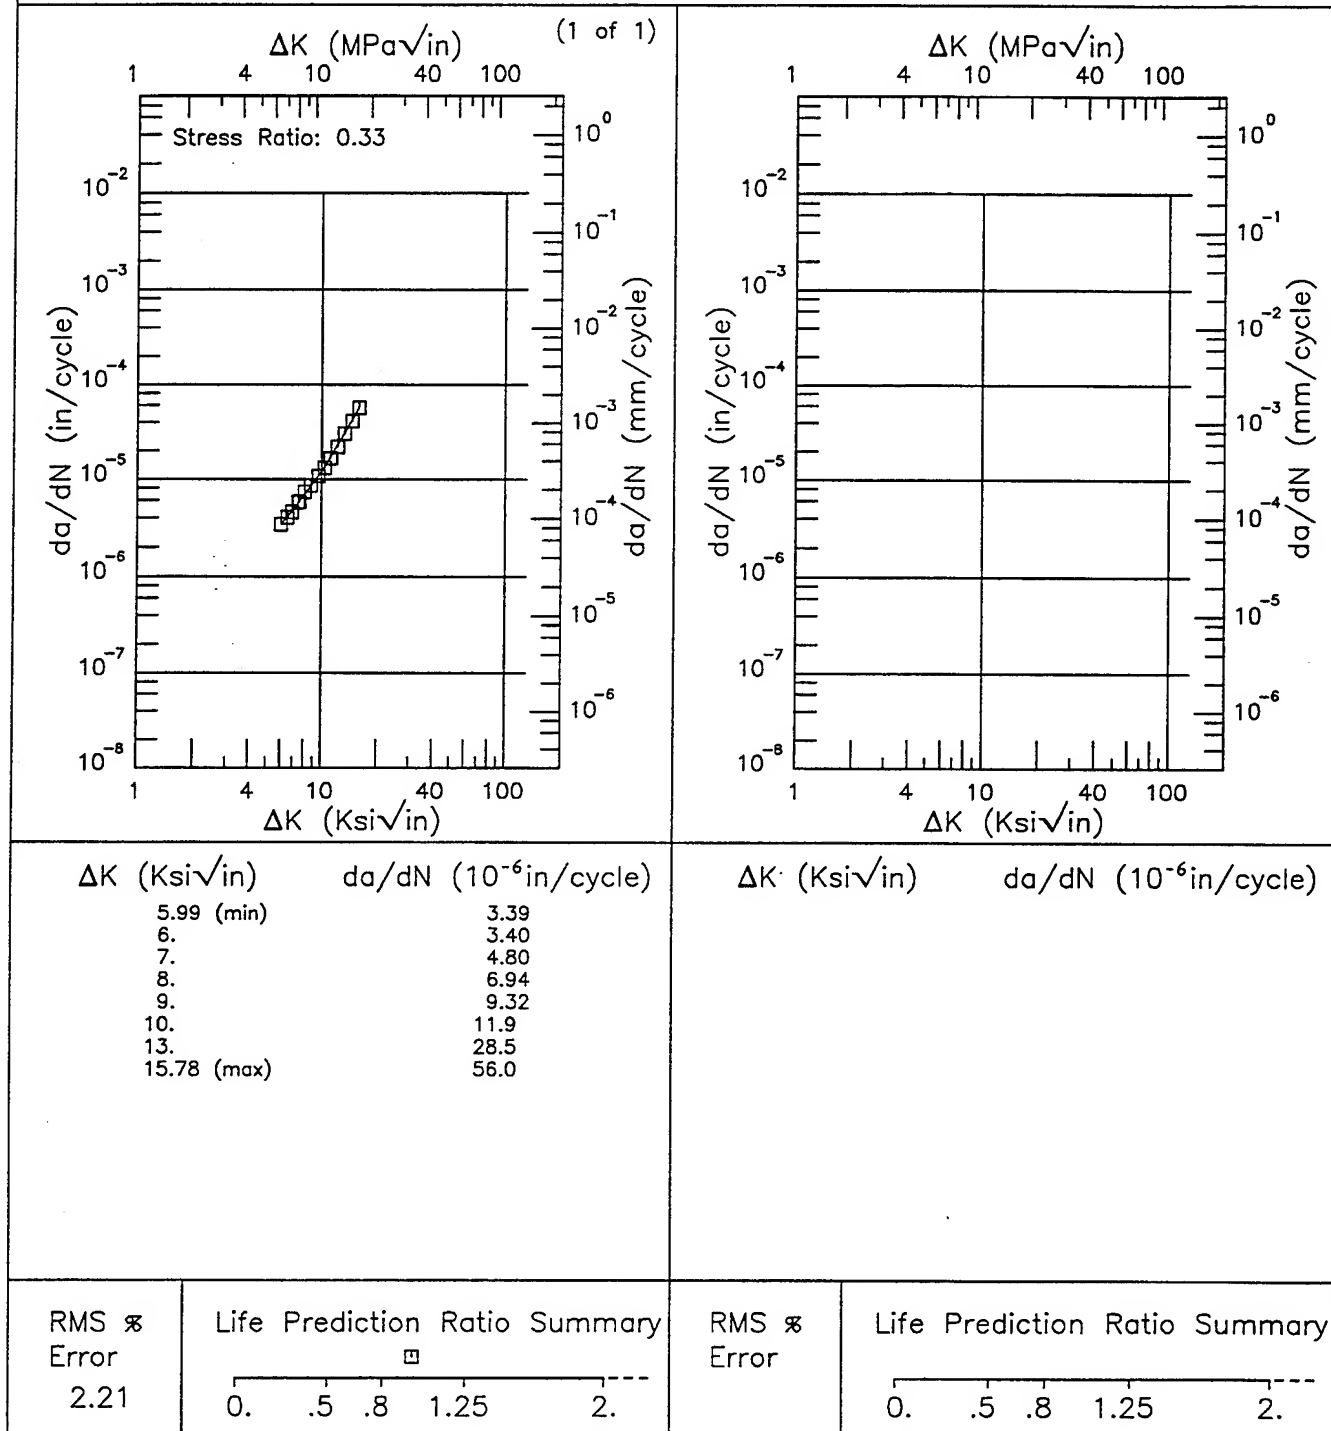 (1 of 1)
ΔK (MPa√in)
1 4 10 40 100
Stress Ratio: 0.33
10⁰
10⁻²
10⁻¹
10⁻³
10⁻²
10⁻⁴
10⁻³
10⁻⁵
10⁻⁴
10⁻⁶
10⁻⁵
10⁻⁷
10⁻⁶
10⁻⁸
da/dN (in/cycle)
da/dN (mm/cycle)
1 4 10 40 100
ΔK (Ksi√in)
ΔK (MPa√in)
1 4 10 40 100
10⁰
10⁻²
10⁻¹
10⁻³
10⁻²
10⁻⁴
10⁻³
10⁻⁵
10⁻⁴
10⁻⁶
10⁻⁵
10⁻⁷
10⁻⁶
10⁻⁸
da/dN (in/cycle)
da/dN (mm/cycle)
1 4 10 40 100
ΔK (Ksi√in)
ΔK (Ksi√in) da/dN (10⁻⁶in/cycle)
5.99 (min) 3.39
6. 3.40
7. 4.80
8. 6.94
9. 9.32
10. 11.9
13. 28.5
15.78 (max) 56.0
ΔK (Ksi√in) da/dN (10⁻⁶in/cycle)
RMS %
Error
2.21
Life Prediction Ratio Summary
0. .5 .8 1.25 2.
RMS %
Error
Life Prediction Ratio Summary
0. .5 .8 1.25 2.